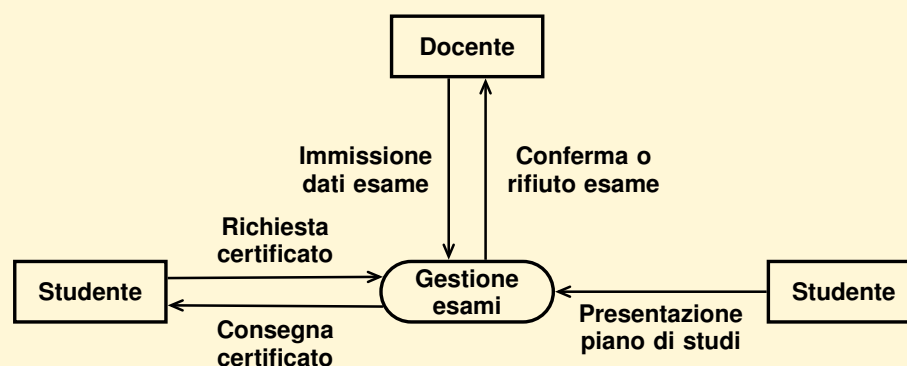 Docente
Immissione
dati esame
Conferma o
rifiuto esame
Richiesta
certificato
Studente
Gestione
esami
Studente
Consegna
certificato
Presentazione
piano di studi